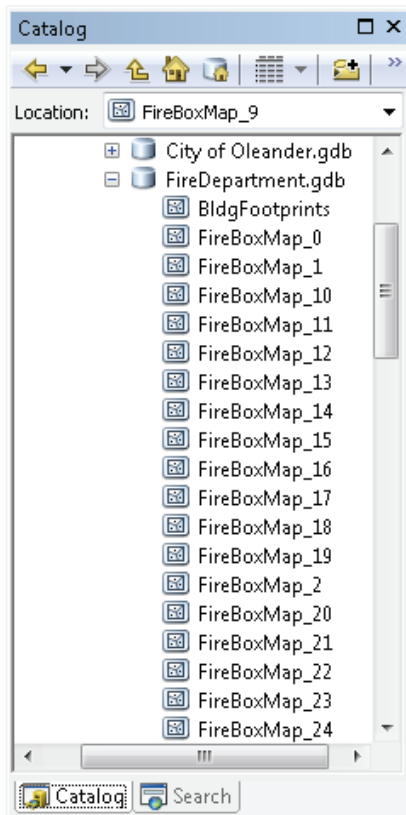 Catalog
Location: FireBoxMap_9
City of Oleander.gdb
FireDepartment.gdb
BldgFootprints
FireBoxMap_0
FireBoxMap_1
FireBoxMap_10
FireBoxMap_11
FireBoxMap_12
FireBoxMap_13
FireBoxMap_14
FireBoxMap_15
FireBoxMap_16
FireBoxMap_17
FireBoxMap_18
FireBoxMap_19
FireBoxMap_2
FireBoxMap_20
FireBoxMap_21
FireBoxMap_22
FireBoxMap_23
FireBoxMap_24
Catalog Search